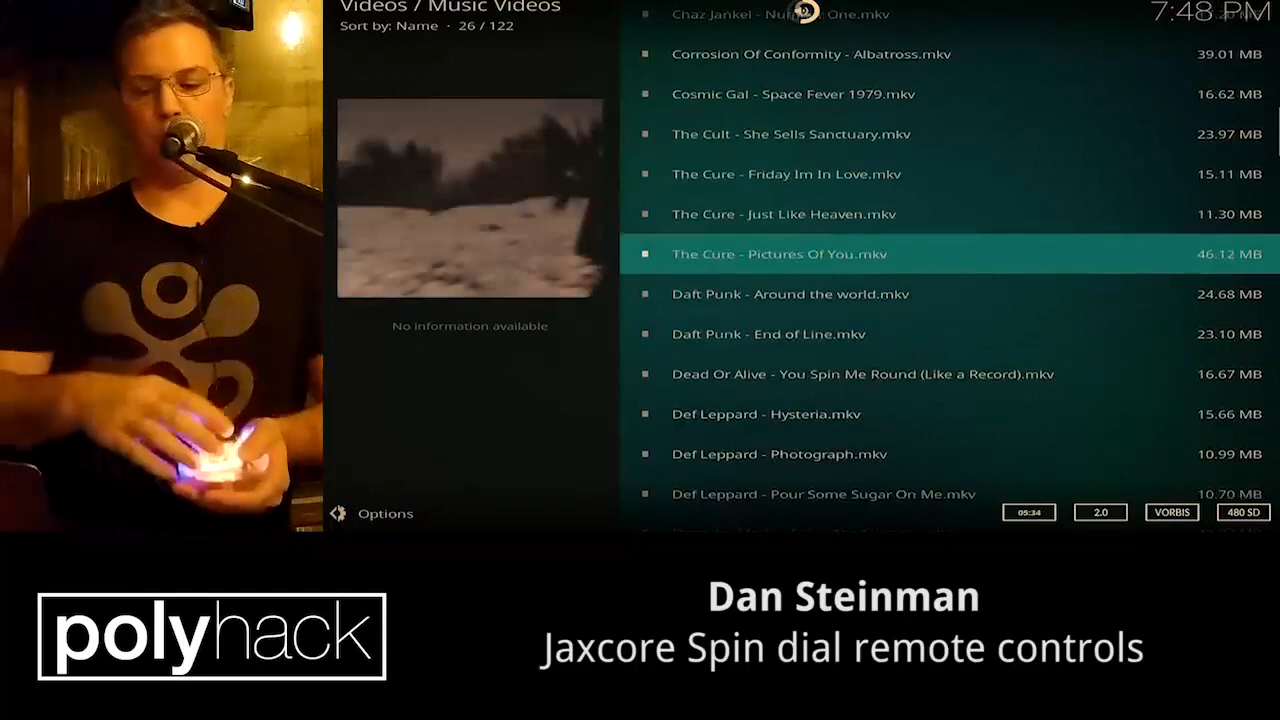 Videos / Music Videos
Sort by: Name · 26 / 122
7:48 PM
Corrosion Of Conformity - Albatross.mkv 39.01 MB
Cosmic Gal - Space Fever 1979.mkv 16.62 MB
The Cult - She Sells Sanctuary.mkv 23.97 MB
The Cure - Friday Im In Love.mkv 15.11 MB
The Cure - Just Like Heaven.mkv 11.30 MB
The Cure - Pictures Of You.mkv 46.12 MB
Daft Punk - Around the world.mkv 24.68 MB
Daft Punk - End of Line.mkv 23.10 MB
Dead Or Alive - You Spin Me Round (Like a Record).mkv 16.67 MB
Def Leppard - Hysteria.mkv 15.66 MB
Def Leppard - Photograph.mkv 10.99 MB
Def Leppard - Pour Some Sugar On Me.mkv 10.70 MB
No information available
Options
05:34 2.0 VORBIS 480 SD
polyhack
Dan Steinman
Jaxcore Spin dial remote controls
Chaz Jankel - One.mkv